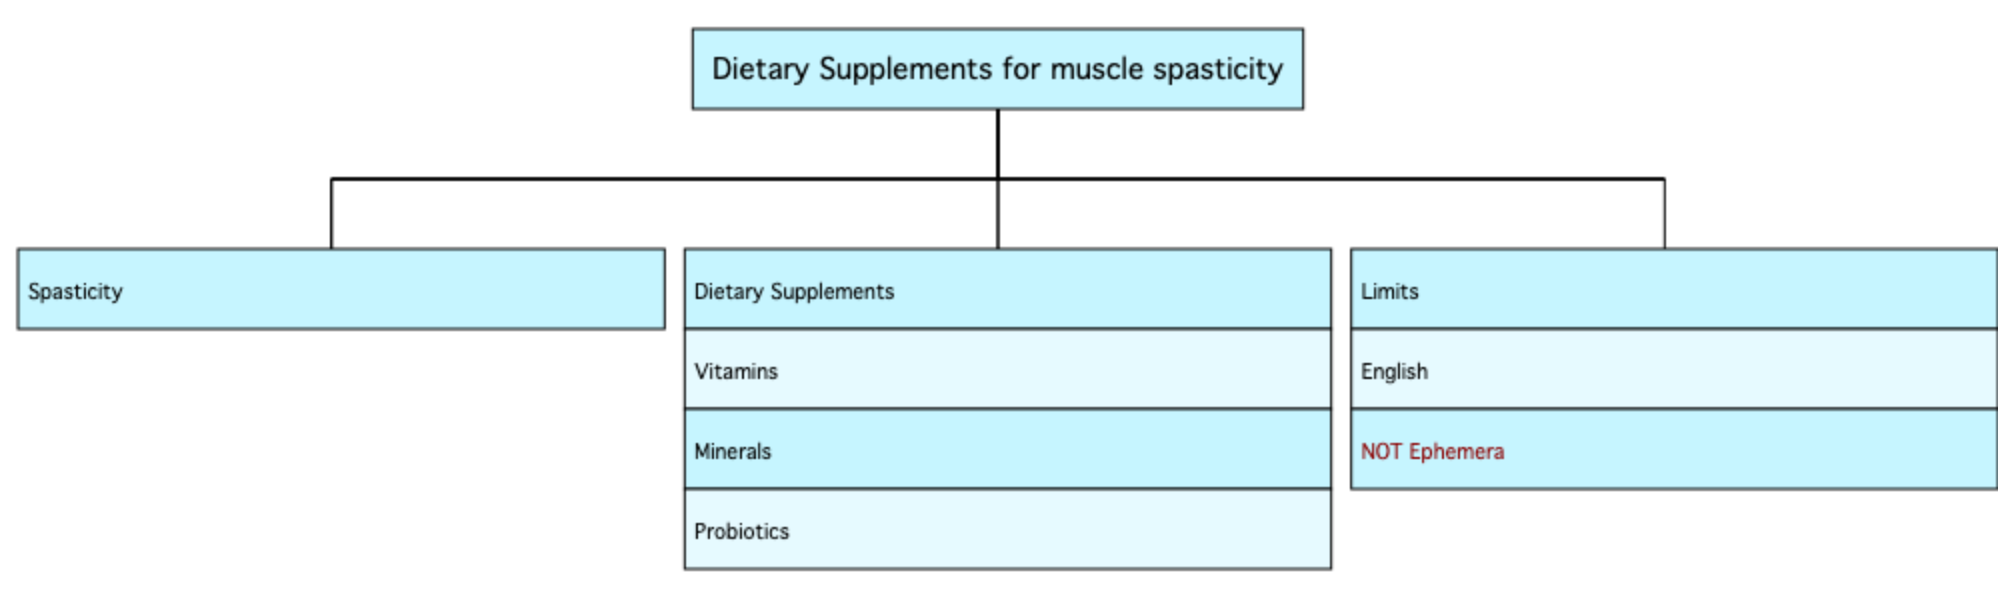 Dietary Supplements for muscle spasticity
Spasticity
Dietary Supplements
Vitamins
Minerals
Probiotics
Limits
English
NOT Ephemera